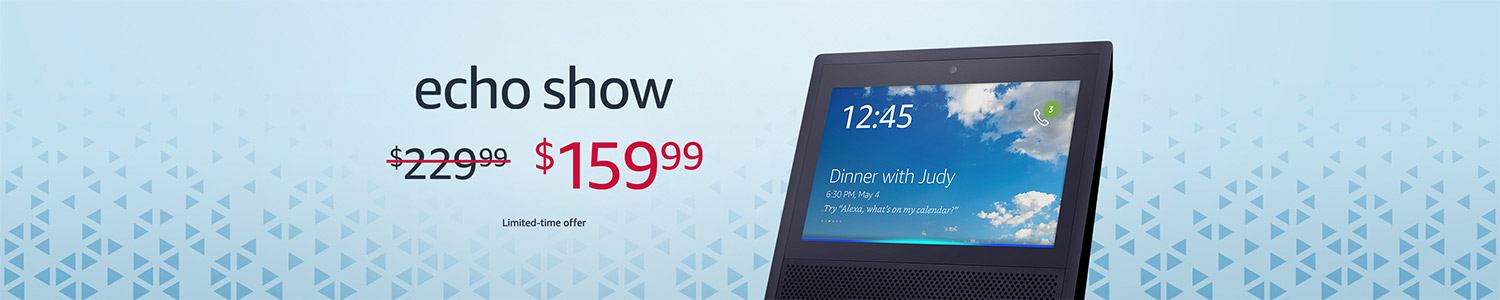 echo show
$229.99 $159.99
Limited-time offer
12:45
3
Dinner with Judy
6:30 PM, May 4
Try "Alexa, what's on my calendar?"